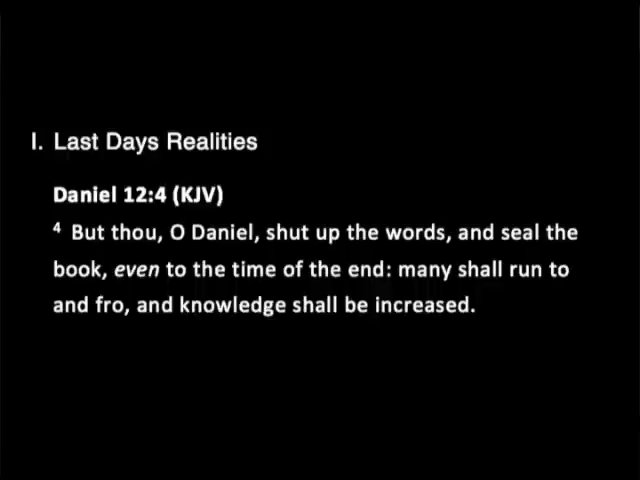 I. Last Days Realities
Daniel 12:4 (KJV)
4 But thou, O Daniel, shut up the words, and seal the
book, even to the time of the end: many shall run to
and fro, and knowledge shall be increased.